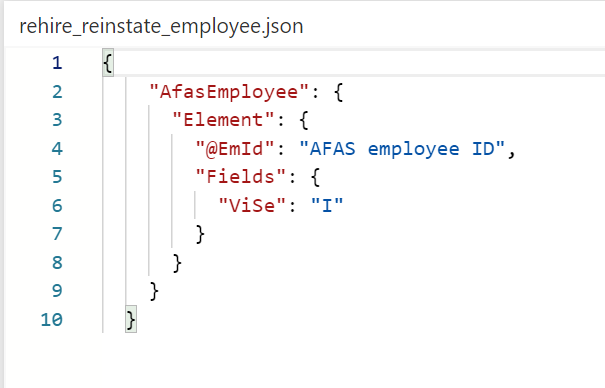 rehire_reinstate_employee.json
1 {
2 "AfasEmployee": {
3 "Element": {
4 "@EmId": "AFAS employee ID",
5 "Fields": {
6 "ViSe": "I"
7 }
8 }
9 }
10 }